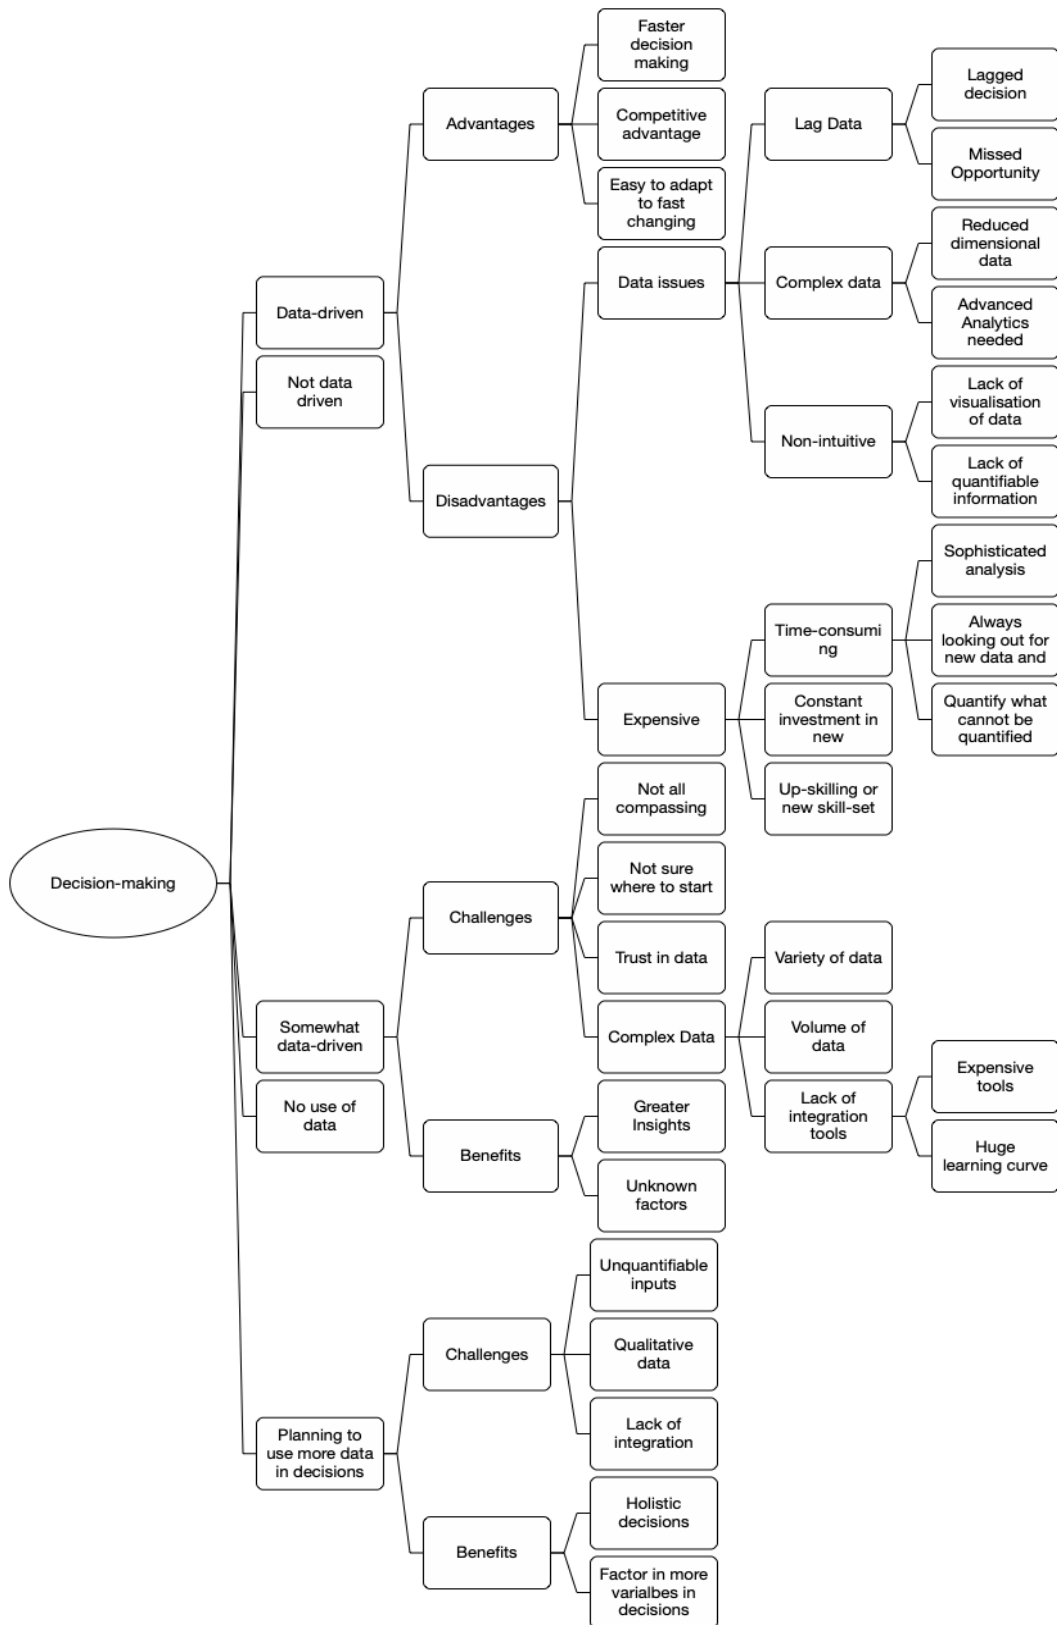 Decision-making
Data-driven
Advantages
Faster
decision
making
Competitive
advantage
Easy to adapt
to fast
changing
Disadvantages
Data issues
Lag Data
Lagged
decision
Missed
Opportunity
Complex data
Reduced
dimensional
data
Advanced
Analytics
needed
Non-intuitive
Lack of
visualisation
of data
Lack of
quantifiable
information
Expensive
Time-consumi
ng
Sophisticated
analysis
Always
looking out for
new data and
Quantify what
cannot be
quantified
Constant
investment in
new
Up-skilling or
new skill-set
Not data
driven
Somewhat
data-driven
Challenges
Not all
compassing
Not sure
where to start
Trust in data
Complex Data
Variety of data
Volume of
data
Lack of
integration
tools
Expensive
tools
Huge
learning curve
Benefits
Greater
Insights
Unknown
factors
No use of
data
Planning to
use more data
in decisions
Challenges
Unquantifiable
inputs
Qualitative
data
Lack of
integration
Benefits
Holistic
decisions
Factor in more
varialbes in
decisions